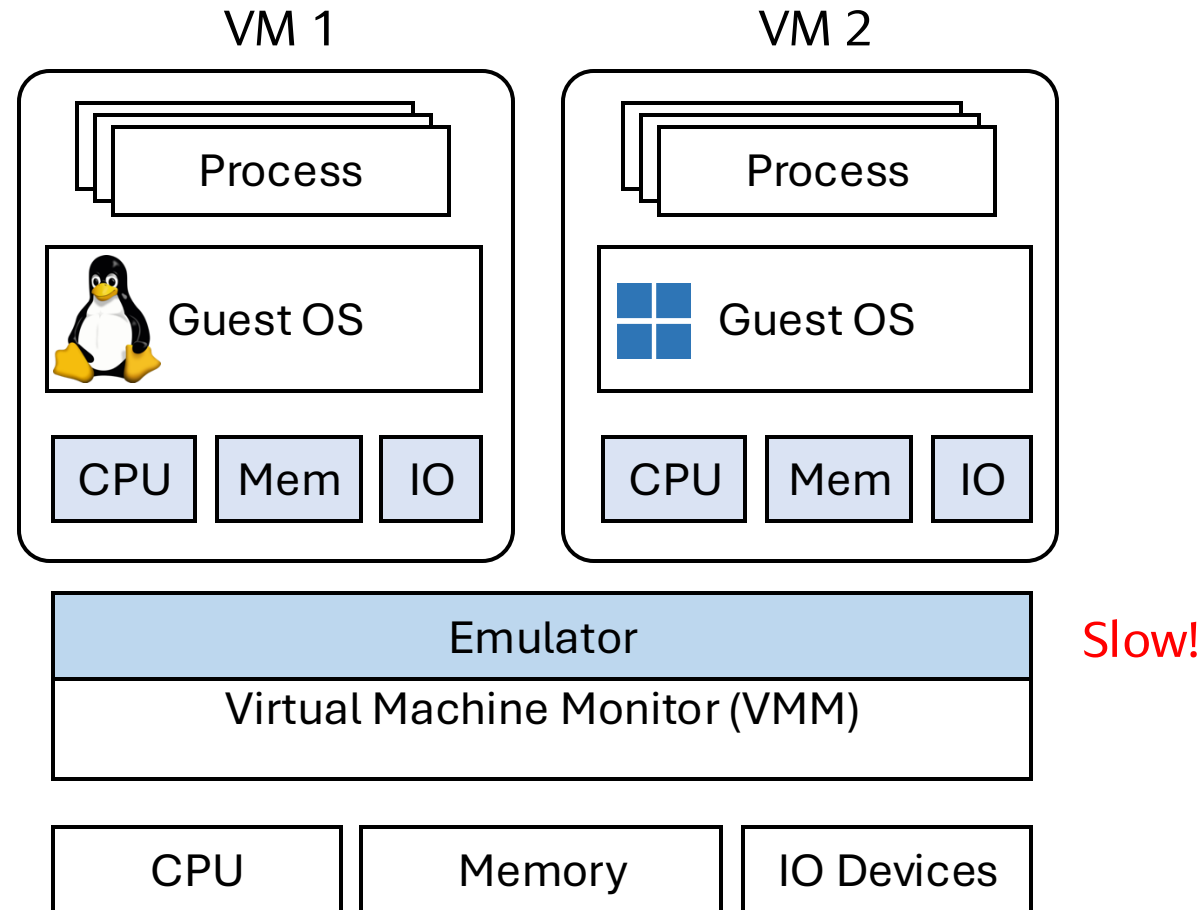 VM 1
VM 2
Process
Process
Guest OS
Guest OS
CPU
Mem
IO
CPU
Mem
IO
Emulator
Slow!
Virtual Machine Monitor (VMM)
CPU
Memory
IO Devices